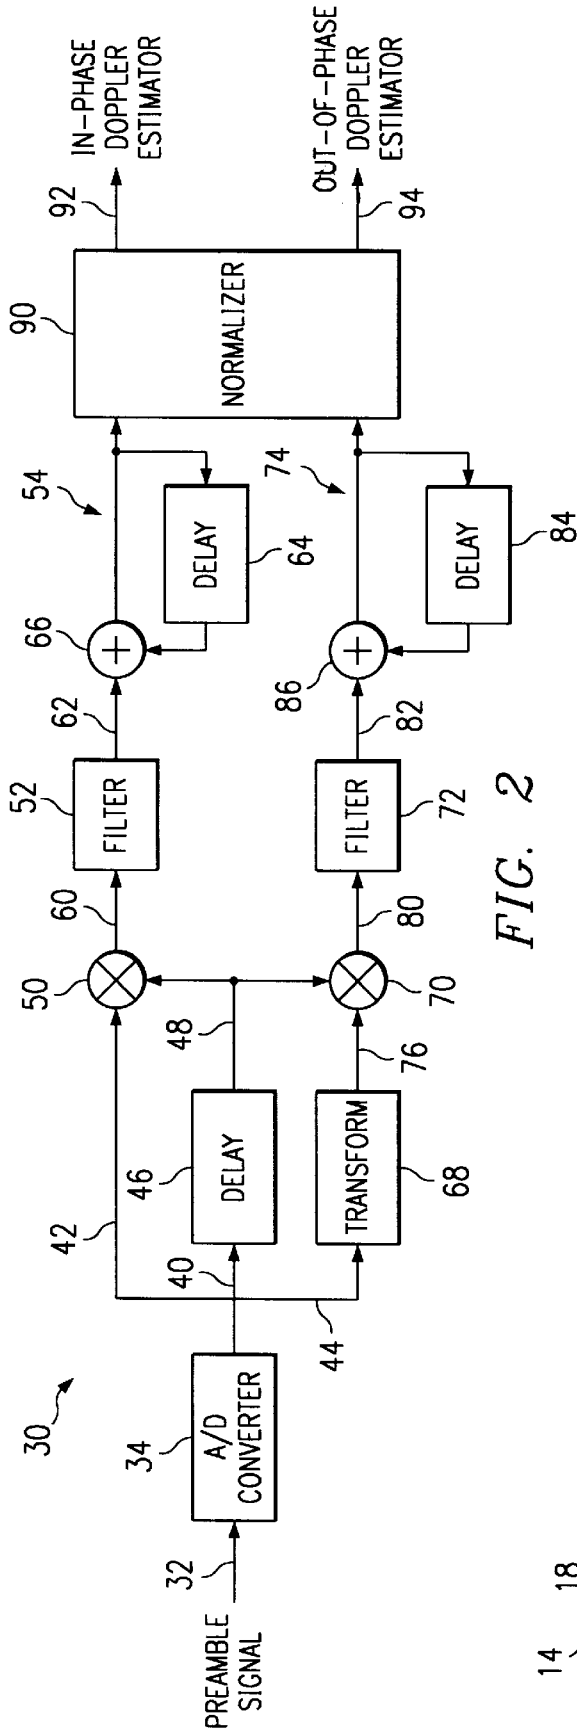 30
PREAMBLE
SIGNAL
32
34
A/D
CONVERTER
40
42
44
46
DELAY
48
50
60
52
FILTER
62
66
54
64
DELAY
68
TRANSFORM
76
70
80
72
FILTER
82
86
74
84
DELAY
90
NORMALIZER
92
IN-PHASE
DOPPLER
ESTIMATOR
94
OUT-OF-PHASE
DOPPLER
ESTIMATOR
FIG. 2
14
18